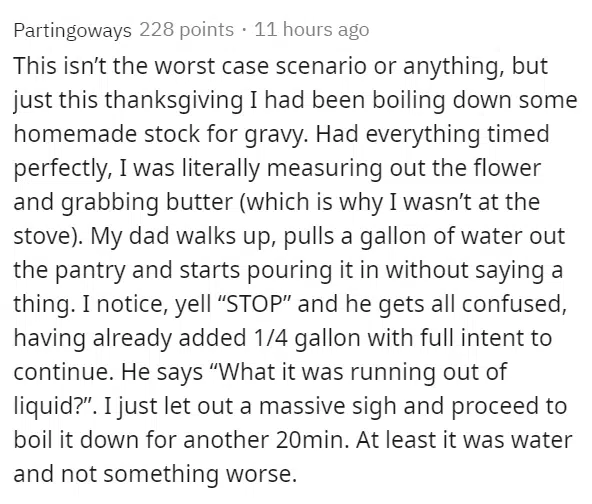 Partingoways 228 points · 11 hours ago
This isn’t the worst case scenario or anything, but
just this thanksgiving I had been boiling down some
homemade stock for gravy. Had everything timed
perfectly, I was literally measuring out the flower
and grabbing butter (which is why I wasn’t at the
stove). My dad walks up, pulls a gallon of water out
the pantry and starts pouring it in without saying a
thing. I notice, yell “STOP” and he gets all confused,
having already added 1/4 gallon with full intent to
continue. He says “What it was running out of
liquid?”. I just let out a massive sigh and proceed to
boil it down for another 20min. At least it was water
and not something worse.